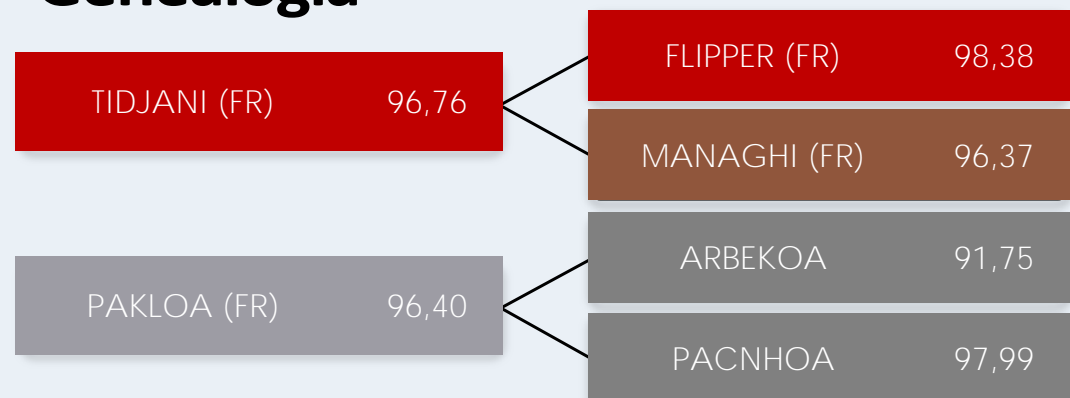 TIDJANI (FR) 96,76
FLIPPER (FR) 98,38
MANAGHI (FR) 96,37
PAKLOA (FR) 96,40
ARBEKOA 91,75
PACNHOA 97,99